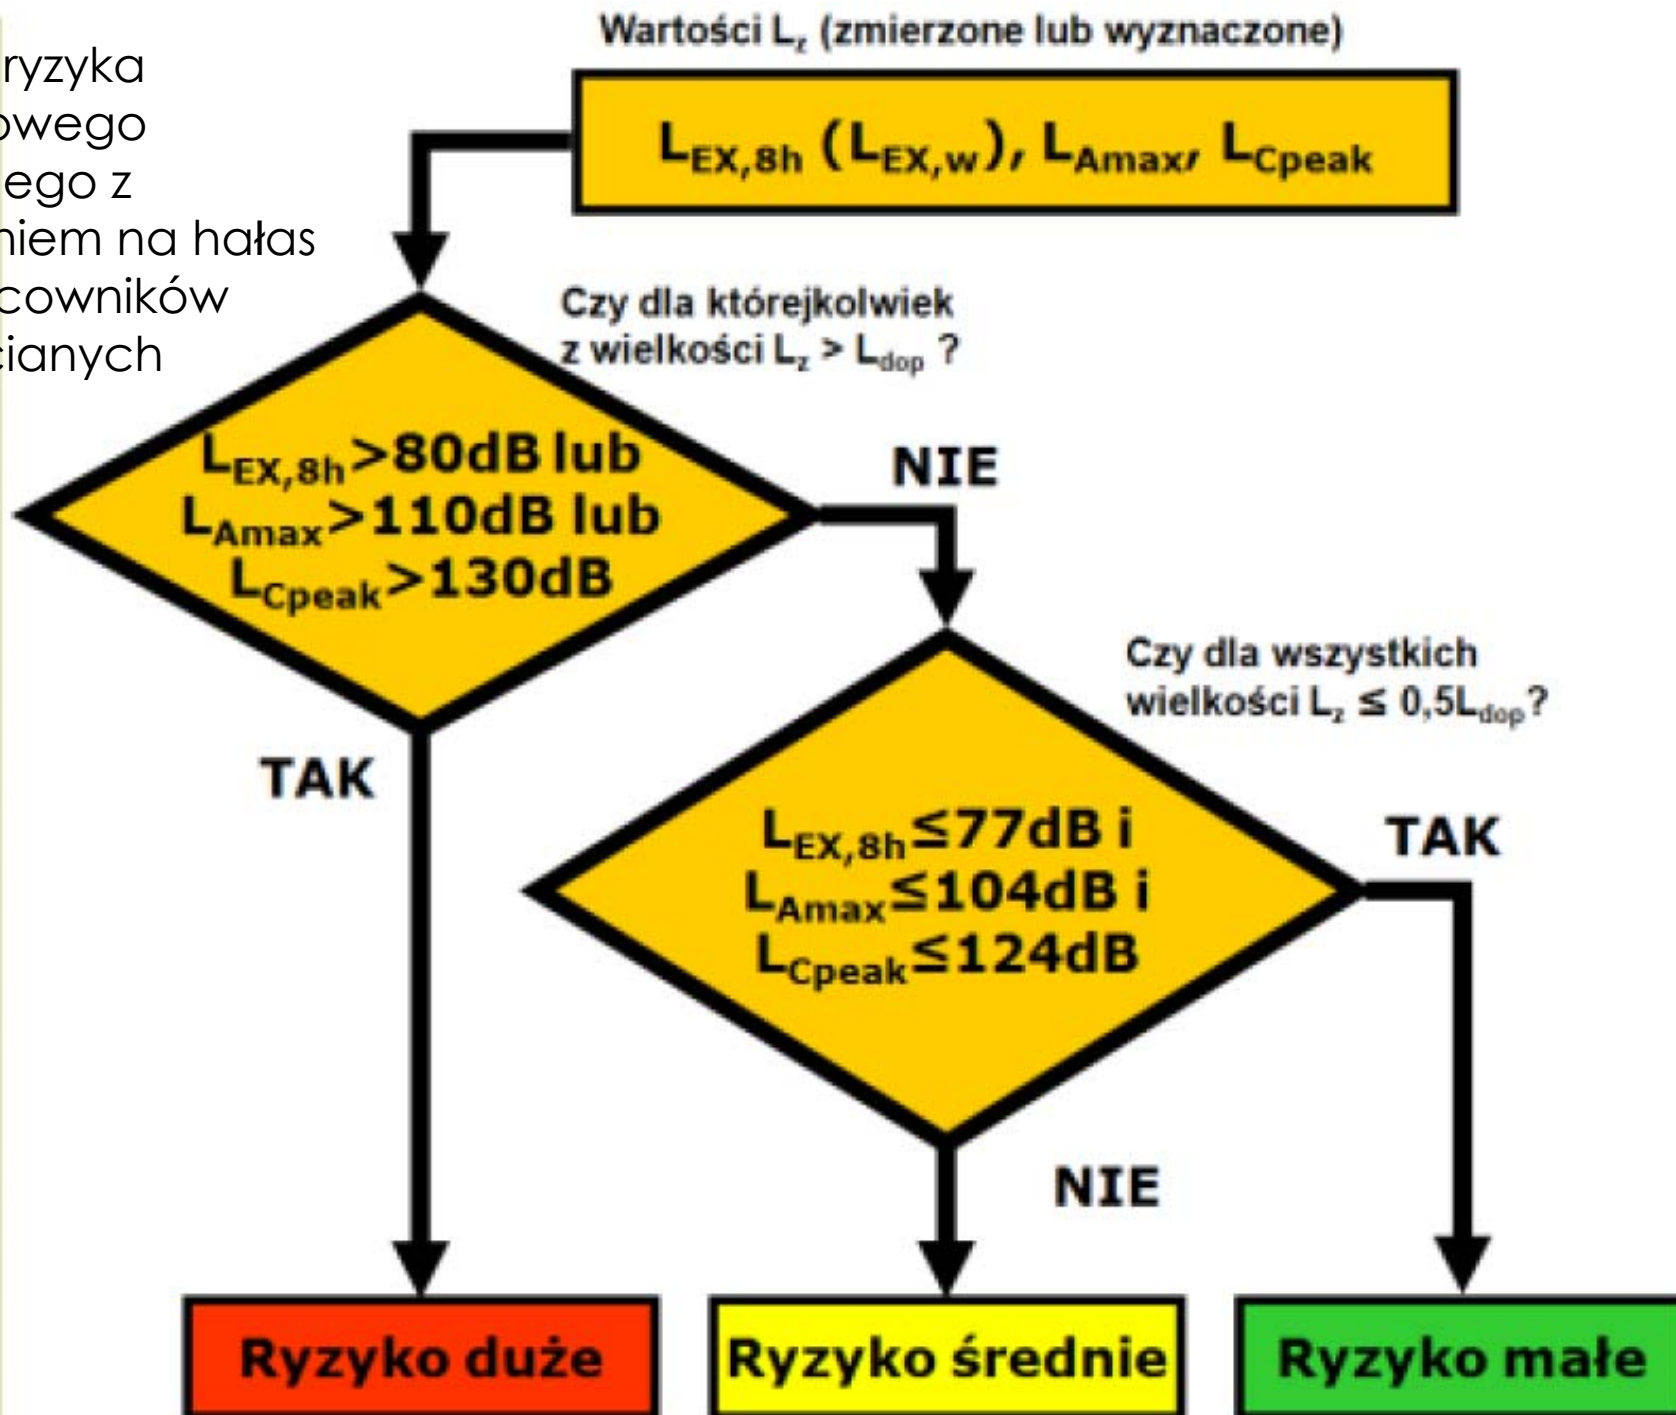 ryzyka
owego
ego z
niem na hałas
cowników
cianych
Wartości Lz (zmierzone lub wyznaczone)
LEX,8h (LEX,w), LAmax, LCpeak
Czy dla którejkolwiek
z wielkości Lz > Ldop ?
LEX,8h>80dB lub
LAmax>110dB lub
LCpeak>130dB
NIE
TAK
Czy dla wszystkich
wielkości Lz ≤ 0,5Ldop?
LEX,8h≤77dB i
LAmax≤104dB i
LCpeak≤124dB
TAK
NIE
Ryzyko duże
Ryzyko średnie
Ryzyko małe